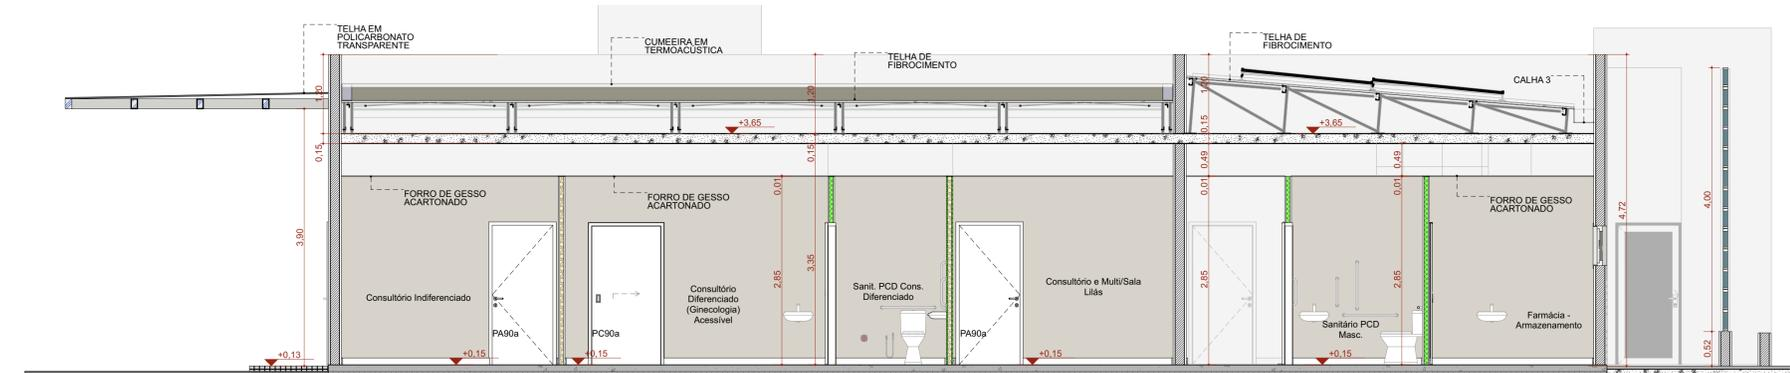 TELHA EM
POLICARBONATO
TRANSPARENTE
CUMEEIRA EM
TERMOACÚSTICA
TELHA DE
FIBROCIMENTO
TELHA DE
FIBROCIMENTO
CALHA 3
1,20
1,20
1,20
+3,65
+3,65
0,15
0,15
0,15
0,49
0,49
0,01
0,01
0,01
FORRO DE GESSO
ACARTONADO
FORRO DE GESSO
ACARTONADO
FORRO DE GESSO
ACARTONADO
3,90
2,85
3,35
2,85
2,85
4,72
4,00
0,52
Consultório Indiferenciado
PA90a
PC90a
Consultório
Diferenciado
(Ginecologia)
Acessível
Sanit. PCD Cons.
Diferenciado
PA90a
Consultório e Multi/Sala
Lilás
Sanitário PCD
Masc.
Farmácia -
Armazenamento
+0,13
+0,15
+0,15
+0,15
+0,15